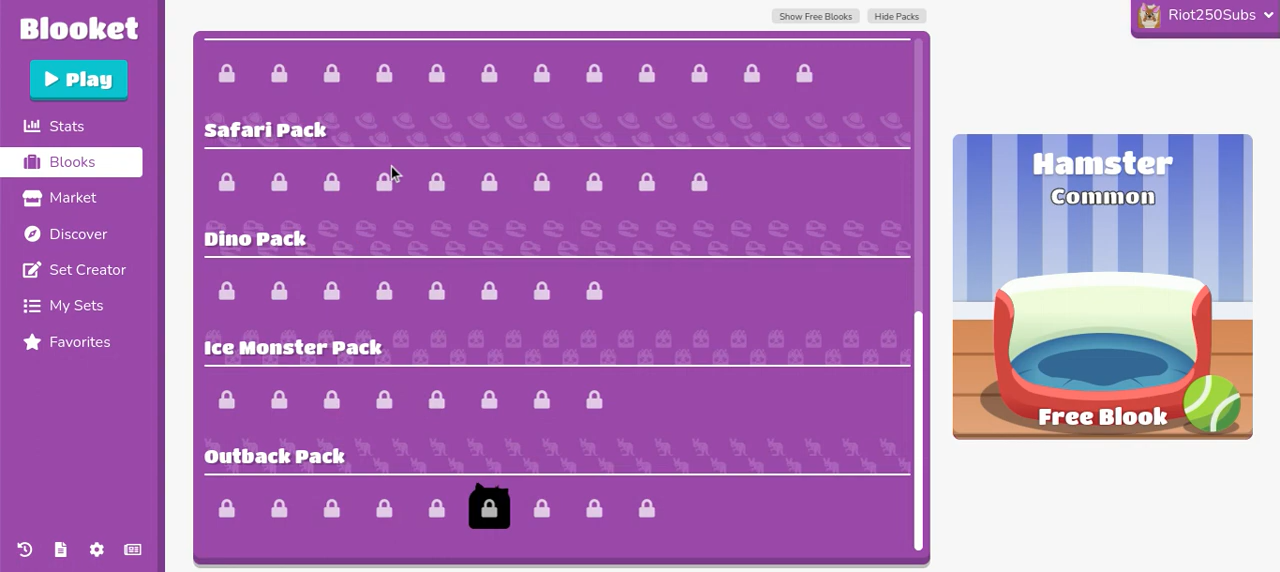 Blooket
Play
Stats
Blooks
Market
Discover
Set Creator
My Sets
Favorites
Show Free Blooks
Hide Packs
Riot250Subs
Safari Pack
Dino Pack
Ice Monster Pack
Outback Pack
Hamster
Common
Free Blook